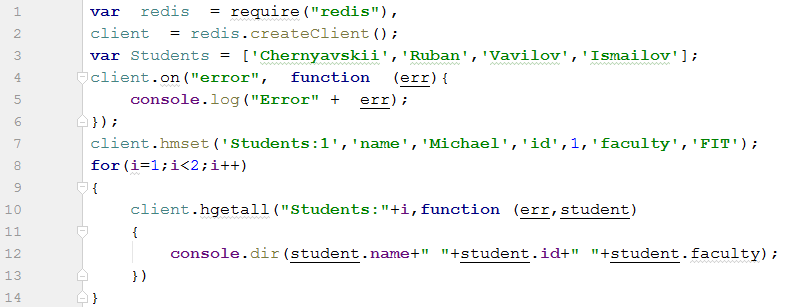 1 var redis = require("redis"),
2 client = redis.createClient();
3 var Students = ['Chernyavskii','Ruban','Vavilov','Ismailov'];
4 client.on("error", function (err){
5 console.log("Error" + err);
6 });
7 client.hmset('Students:1','name','Michael','id',1,'faculty','FIT');
8 for(i=1;i<2;i++)
9 {
10 client.hgetall("Students:"+i,function (err,student)
11 {
12 console.dir(student.name+" "+student.id+" "+student.faculty);
13 })
14 }